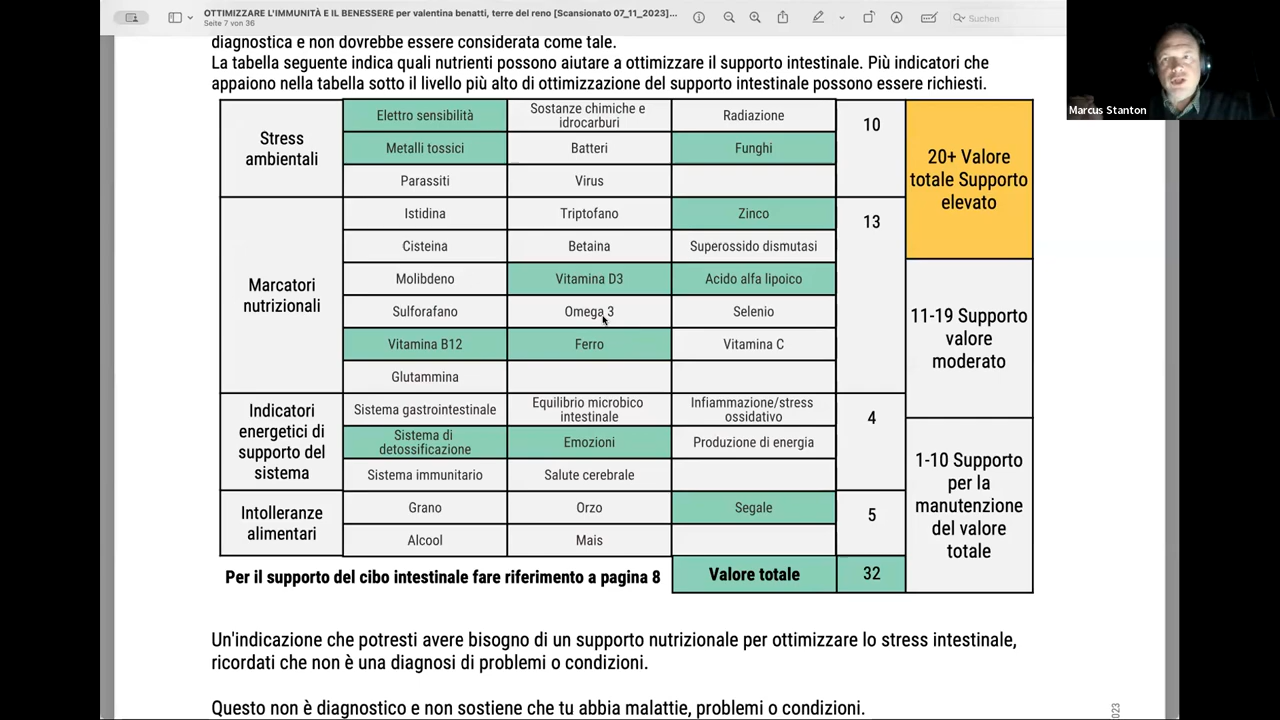 OTTIMIZZARE L'IMMUNITÀ E IL BENESSERE per valentina benatti, terre del reno [Scansionato 07_11_2023]...
Seite 7 von 36
Suchen
Marcus Stanton
diagnostica e non dovrebbe essere considerata come tale.
La tabella seguente indica quali nutrienti possono aiutare a ottimizzare il supporto intestinale. Più indicatori che
appaiono nella tabella sotto il livello più alto di ottimizzazione del supporto intestinale possono essere richiesti.
Stress
ambientali
Elettro sensibilità
Sostanze chimiche e
idrocarburi
Radiazione
10
Metalli tossici
Batteri
Funghi
Parassiti
Virus
20+ Valore
totale Supporto
elevato
Marcatori
nutrizionali
Istidina
Triptofano
Zinco
13
Cisteina
Betaina
Superossido dismutasi
Molibdeno
Vitamina D3
Acido alfa lipoico
Sulforafano
Omega 3
Selenio
Vitamina B12
Ferro
Vitamina C
Glutammina
11-19 Supporto
valore
moderato
Indicatori
energetici di
supporto del
sistema
Sistema gastrointestinale
Equilibrio microbico
intestinale
Infiammazione/stress
ossidativo
4
Sistema di
detossificazione
Emozioni
Produzione di energia
Sistema immunitario
Salute cerebrale
1-10 Supporto
per la
manutenzione
del valore
totale
Intolleranze
alimentari
Grano
Orzo
Segale
5
Alcool
Mais
Per il supporto del cibo intestinale fare riferimento a pagina 8
Valore totale
32
Un'indicazione che potresti avere bisogno di un supporto nutrizionale per ottimizzare lo stress intestinale,
ricordati che non è una diagnosi di problemi o condizioni.
Questo non è diagnostico e non sostiene che tu abbia malattie, problemi o condizioni.
023